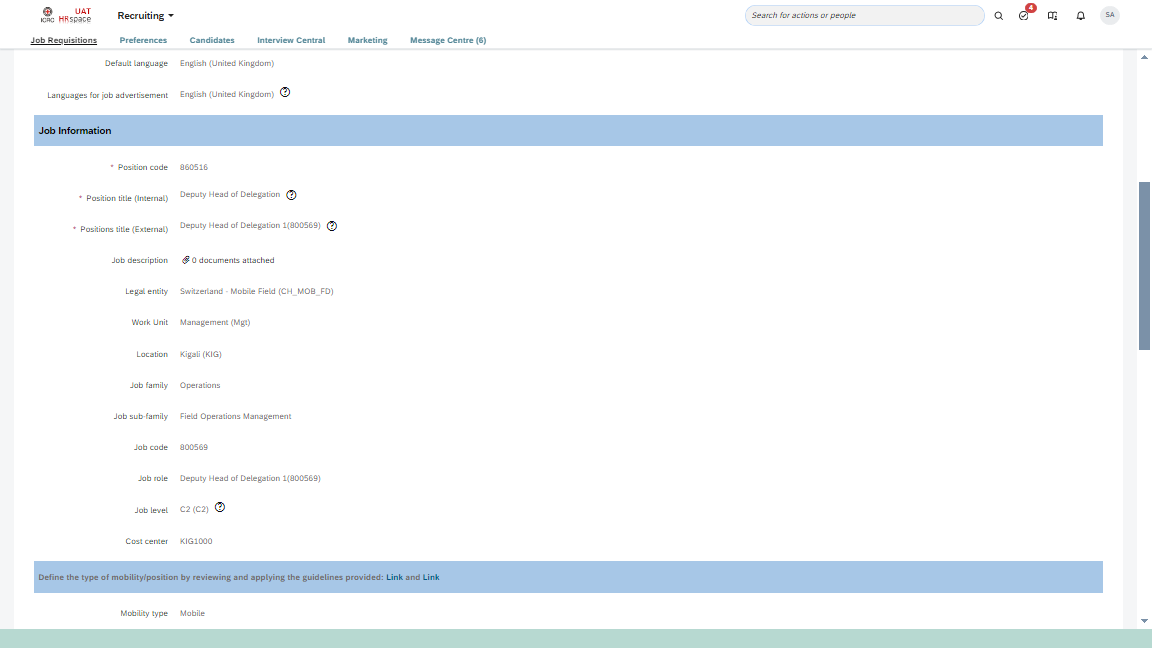 ICRC UAT HRspace Recruiting Search for actions or people 4 SA
Job Requisitions Preferences Candidates Interview Central Marketing Message Centre (6)
Default language English (United Kingdom)
Languages for job advertisement English (United Kingdom) ?
Job Information
* Position code 860516
* Position title (Internal) Deputy Head of Delegation ?
* Positions title (External) Deputy Head of Delegation 1(800569) ?
Job description 0 documents attached
Legal entity Switzerland - Mobile Field (CH_MOB_FD)
Work Unit Management (Mgt)
Location Kigali (KIG)
Job family Operations
Job sub-family Field Operations Management
Job code 800569
Job role Deputy Head of Delegation 1(800569)
Job level C2 (C2) ?
Cost center KIG1000
Define the type of mobility/position by reviewing and applying the guidelines provided: Link and Link
Mobility type Mobile